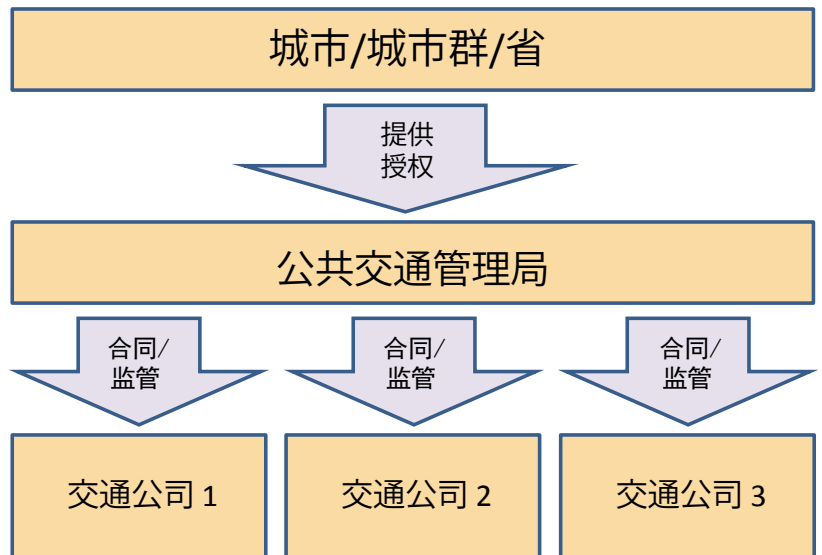 城市/城市群/省
提供
授权
公共交通管理局
合同/
监管
合同/
监管
合同/
监管
交通公司 1
交通公司 2
交通公司 3